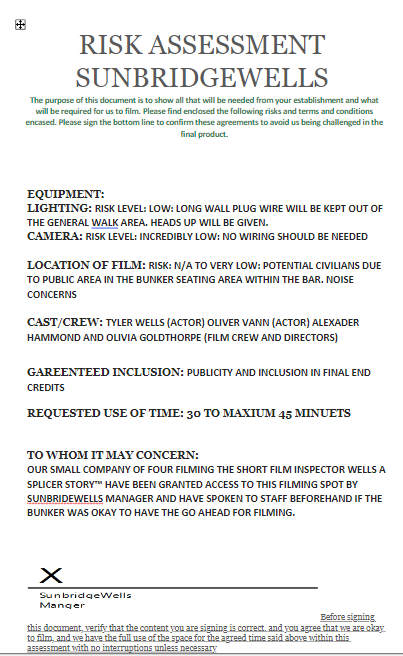 RISK ASSESSMENT
SUNBRIDGEWELLS
The purpose of this document is to show all that will be needed from your establishment and what
will be required for us to film. Please find enclosed the following risks and terms and conditions
encased. Please sign the bottom line to confirm these agreements to avoid us being challenged in the
final product.
EQUIPMENT:
LIGHTING: RISK LEVEL: LOW: LONG WALL PLUG WIRE WILL BE KEPT OUT OF
THE GENERAL WALK AREA. HEADS UP WILL BE GIVEN.
CAMERA: RISK LEVEL: INCREDIBLY LOW: NO WIRING SHOULD BE NEEDED
LOCATION OF FILM: RISK: N/A TO VERY LOW: POTENTIAL CIVILIANS DUE
TO PUBLIC AREA IN THE BUNKER SEATING AREA WITHIN THE BAR. NOISE
CONCERNS
CAST/CREW: TYLER WELLS (ACTOR) OLIVER VANN (ACTOR) ALEXADER
HAMMOND AND OLIVIA GOLDTHORPE (FILM CREW AND DIRECTORS)
GAREENTEED INCLUSION: PUBLICITY AND INCLUSION IN FINAL END
CREDITS
REQUESTED USE OF TIME: 30 TO MAXIUM 45 MINUETS
TO WHOM IT MAY CONCERN:
OUR SMALL COMPANY OF FOUR FILMING THE SHORT FILM INSPECTOR WELLS A
SPLICER STORY™ HAVE BEEN GRANTED ACCESS TO THIS FILMING SPOT BY
SUNBRIDEWELLS MANAGER AND HAVE SPOKEN TO STAFF BEFOREHAND IF THE
BUNKER WAS OKAY TO HAVE THE GO AHEAD FOR FILMING.
X
SunbridgeWells
Manger
Before signing
this document, verify that the content you are signing is correct, and you agree that we are okay
to film, and we have the full use of the space for the agreed time said above within this
assessment with no interruptions unless necessary